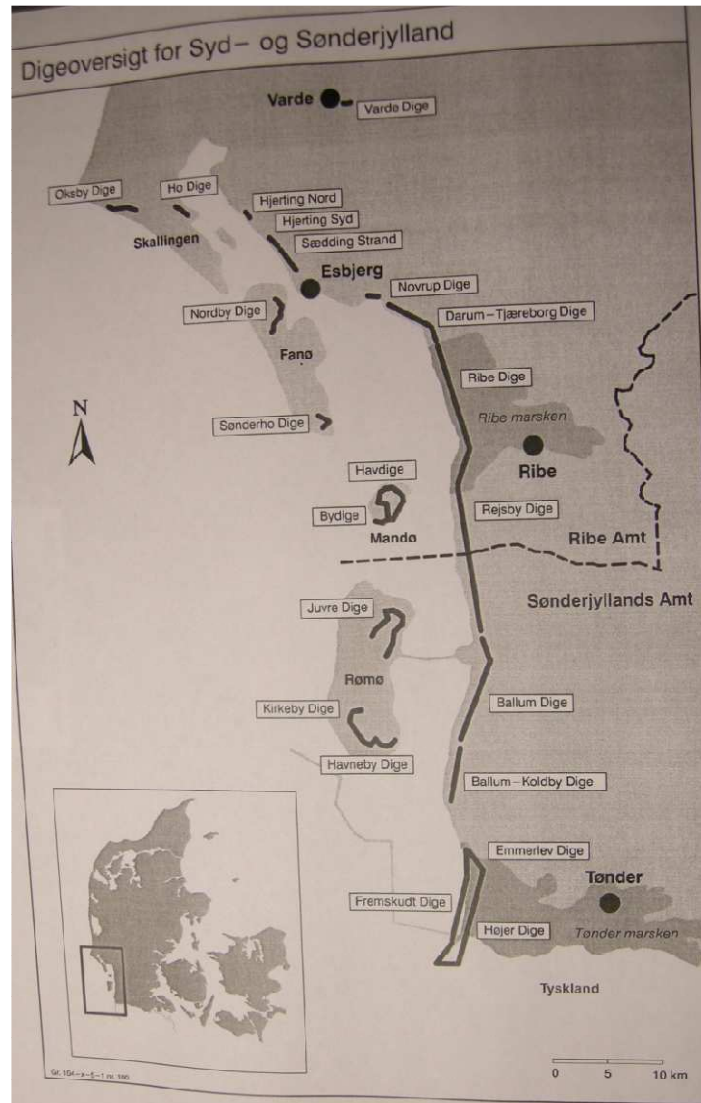 Digeoversigt for Syd- og Sønderjylland
Varde
Varde Dige
Oksby Dige
Ho Dige
Hjerting Nord
Hjerting Syd
Skallingen
Sædding Strand
Esbjerg
Novrup Dige
Nordby Dige
Darum-Tjæreborg Dige
Fanø
Ribe Dige
N
Ribe marsken
Sønderho Dige
Ribe
Havdige
Rejsby Dige
Bydige
Mandø
Ribe Amt
Sønderjyllands Amt
Juvre Dige
Rømø
Ballum Dige
Kirkeby Dige
Havneby Dige
Ballum-Koldby Dige
Emmerlev Dige
Tønder
Fremskudt Dige
Højer Dige
Tønder marsken
Tyskland
0 5 10 km